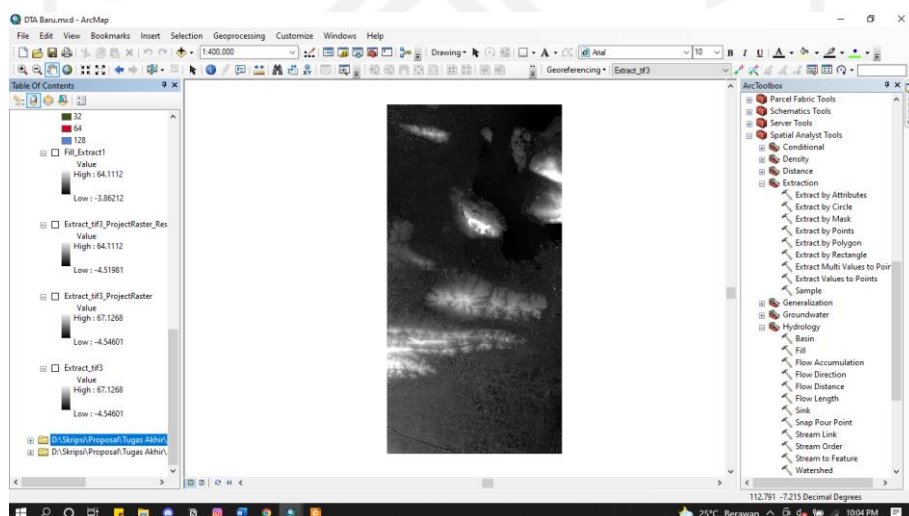 DTA Baru.mxd - ArcMap
File Edit View Bookmarks Insert Selection Geoprocessing Customize Windows Help
1:400.000 Drawing Arial 10 B I U A
Georeferencing Extract_tif3
Table Of Contents
32
64
128
Fill_Extract1
Value
High : 64.1112
Low : -3.86212
Extract_tif3_ProjectRaster_Res
Value
High : 64.1112
Low : -4.51981
Extract_tif3_ProjectRaster
Value
High : 67.1268
Low : -4.54601
Extract_tif3
Value
High : 67.1268
Low : -4.54601
D:\Skripsi\Proposal\Tugas Akhir\
D:\Skripsi\Proposal\Tugas Akhir\
ArcToolbox
Parcel Fabric Tools
Schematics Tools
Server Tools
Spatial Analyst Tools
Conditional
Density
Distance
Extraction
Extract by Attributes
Extract by Circle
Extract by Mask
Extract by Points
Extract by Polygon
Extract by Rectangle
Extract Multi Values to Poir
Extract Values to Points
Sample
Generalization
Groundwater
Hydrology
Basin
Fill
Flow Accumulation
Flow Direction
Flow Distance
Flow Length
Sink
Snap Pour Point
Stream Link
Stream Order
Stream to Feature
Watershed
112.791 -7.215 Decimal Degrees
25°C Berawan 10:04 PM